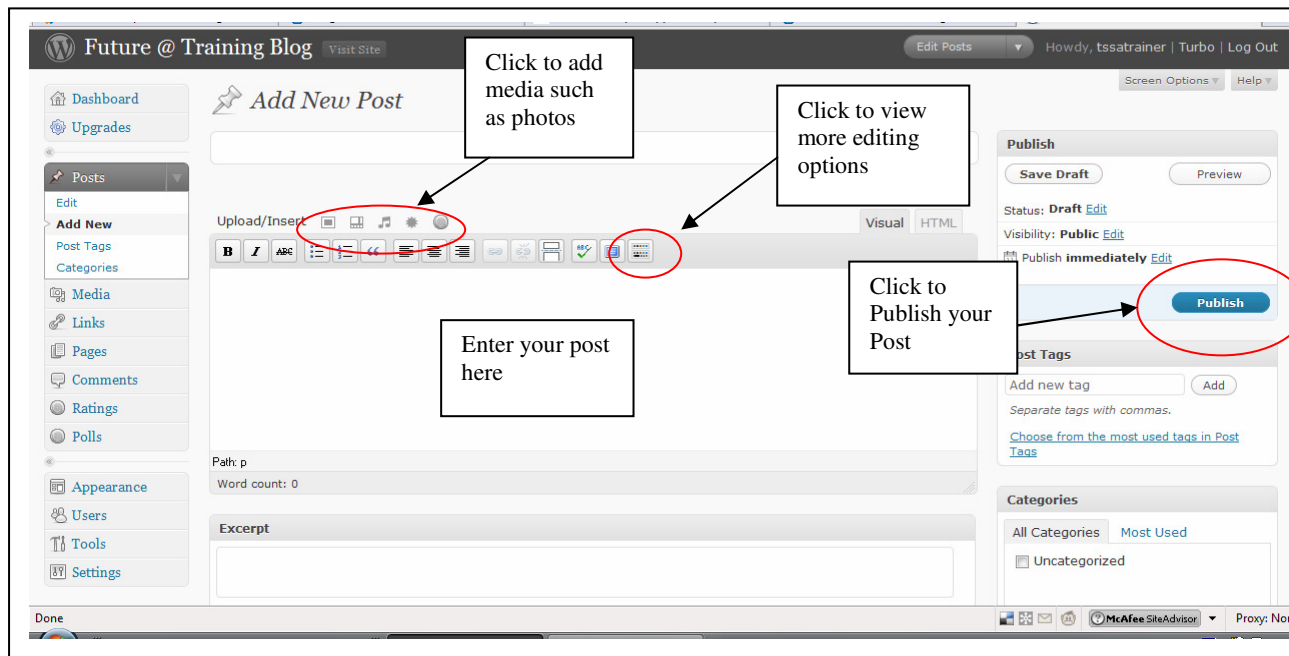 Future @ Training Blog Visit Site
Edit Posts
Howdy, tssatrainer | Turbo | Log Out
Screen Options
Help
Click to add
media such
as photos
Click to view
more editing
options
Dashboard
Upgrades
Posts
Edit
Add New
Post Tags
Categories
Media
Links
Pages
Comments
Ratings
Polls
Appearance
Users
Tools
Settings
Add New Post
Upload/Insert
Visual HTML
B I ABC
ABC
Enter your post
here
Path: p
Word count: 0
Excerpt
Publish
Save Draft Preview
Status: Draft Edit
Visibility: Public Edit
Publish immediately Edit
Click to
Publish your
Post
Publish
Post Tags
Add new tag Add
Separate tags with commas.
Choose from the most used tags in Post
Tags
Categories
All Categories Most Used
Uncategorized
Done
McAfee SiteAdvisor
Proxy: